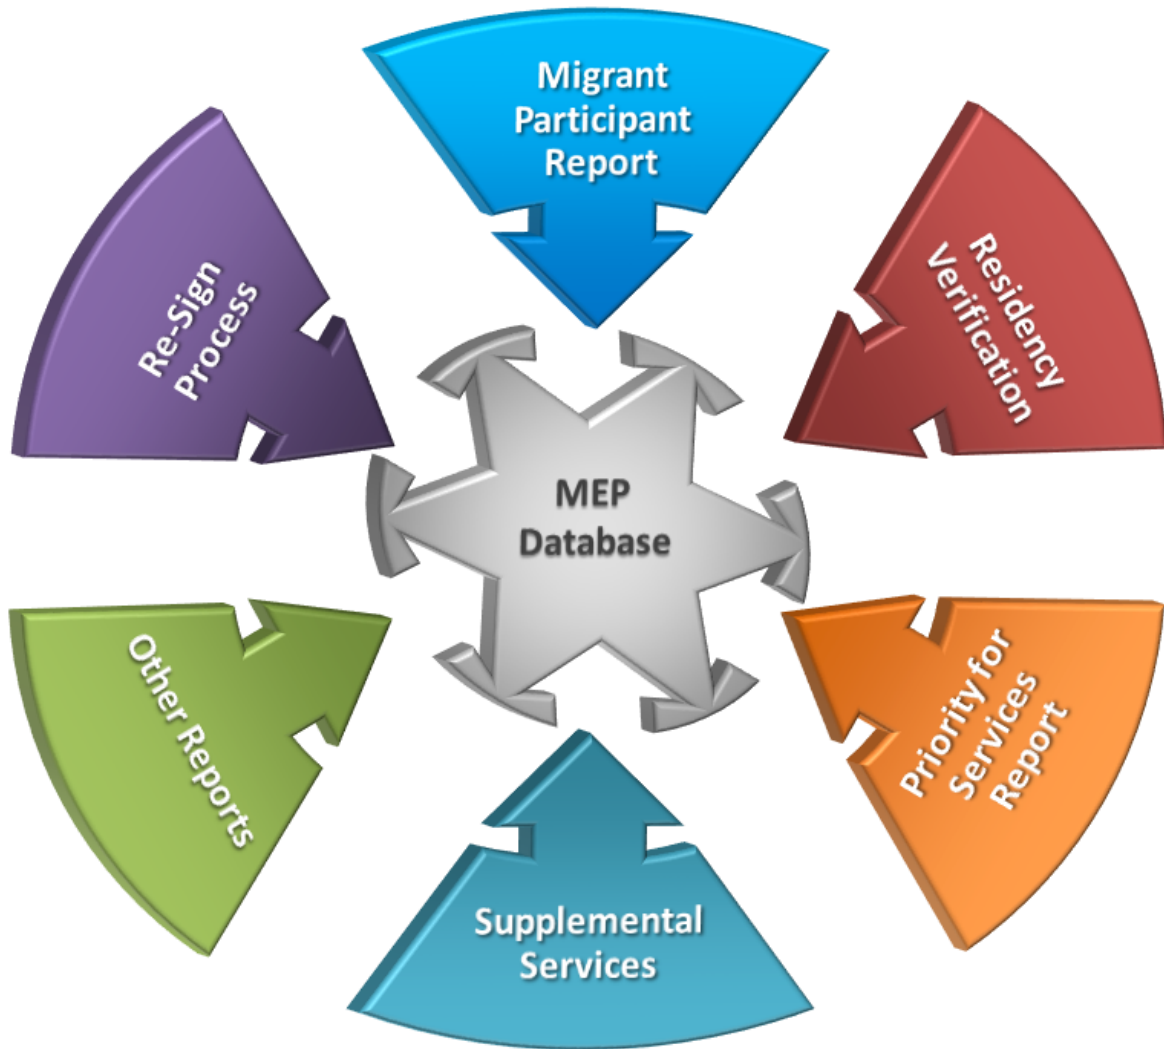 Migrant
Participant
Report
Residency
Verification
Priority for
Services
Report
Supplemental
Services
Other Reports
Re-Sign
Process
MEP
Database